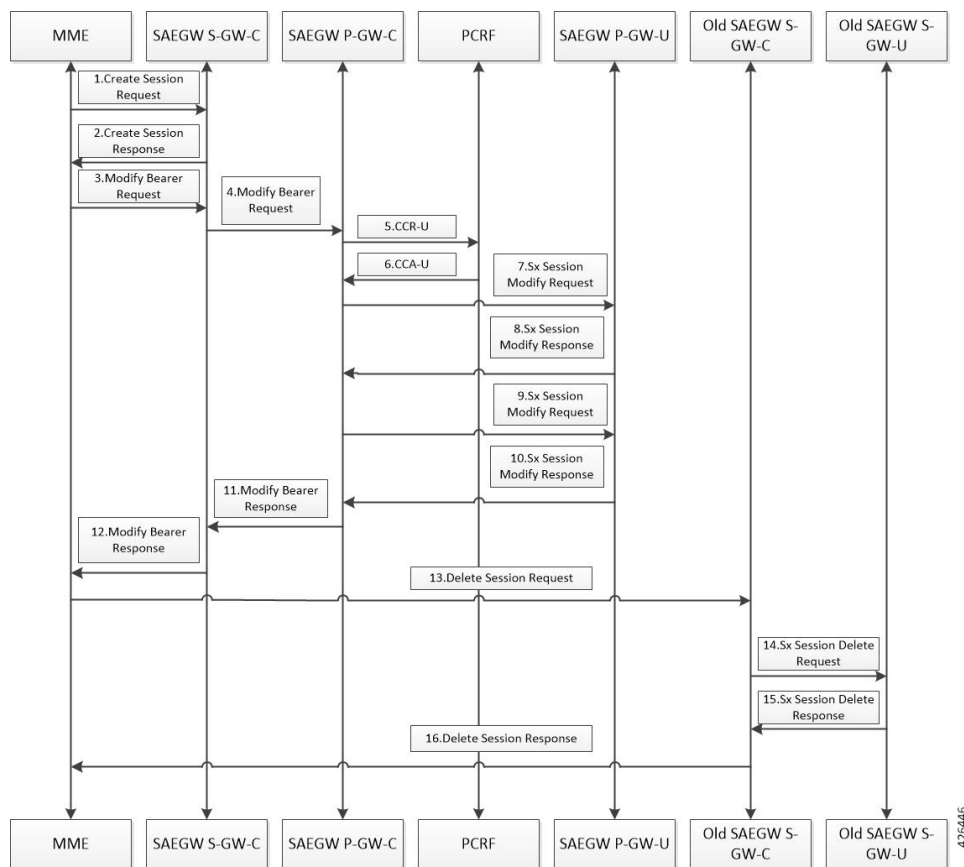 MME
SAEGW S-GW-C
SAEGW P-GW-C
PCRF
SAEGW P-GW-U
Old SAEGW S-
GW-C
Old SAEGW S-
GW-U
1.Create Session
Request
2.Create Session
Response
3.Modify Bearer
Request
4.Modify Bearer
Request
5.CCR-U
6.CCA-U
7.Sx Session
Modify Request
8.Sx Session
Modify Response
9.Sx Session
Modify Request
10.Sx Session
Modify Response
11.Modify Bearer
Response
12.Modify Bearer
Response
13.Delete Session Request
14.Sx Session Delete
Request
15.Sx Session Delete
Response
16.Delete Session Response
MME
SAEGW S-GW-C
SAEGW P-GW-C
PCRF
SAEGW P-GW-U
Old SAEGW S-
GW-C
Old SAEGW S-
GW-U
426446